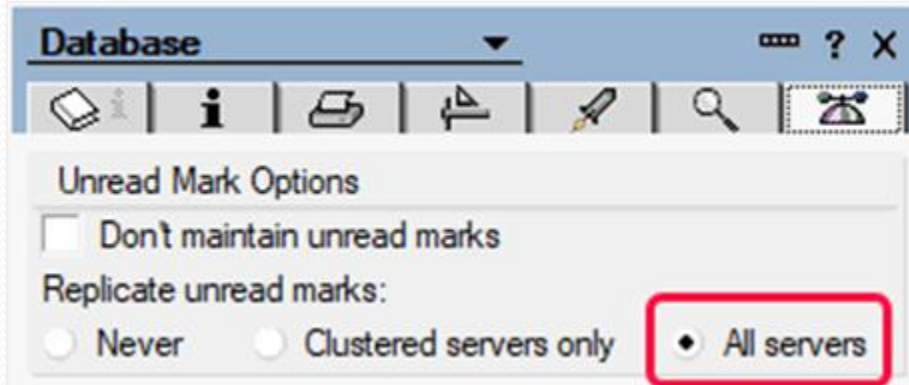 Database ? X
i
Unread Mark Options
Don't maintain unread marks
Replicate unread marks:
Never Clustered servers only All servers